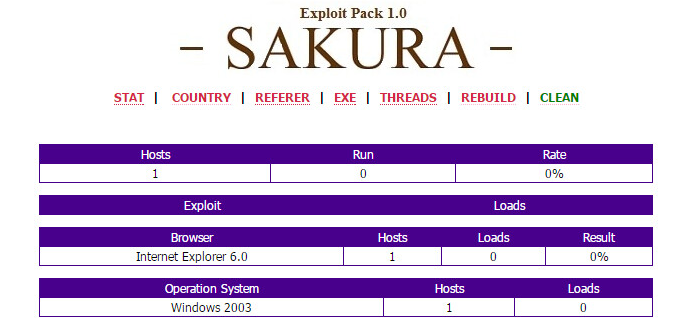 Exploit Pack 1.0
– SAKURA –
STAT | COUNTRY | REFERER | EXE | THREADS | REBUILD | CLEAN
Hosts Run Rate
1 0 0%
Exploit Loads
Browser Hosts Loads Result
Internet Explorer 6.0 1 0 0%
Operation System Hosts Loads
Windows 2003 1 0